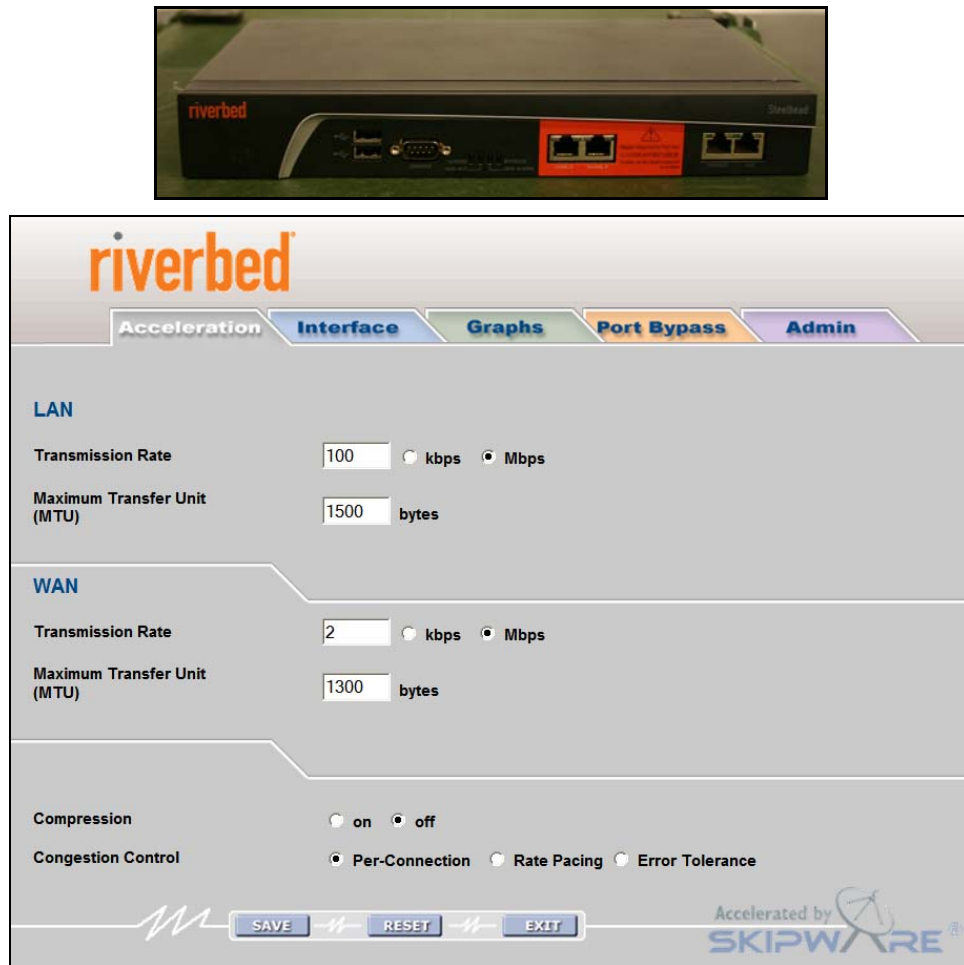 riverbed
Steelhead
riverbed
Acceleration Interface Graphs Port Bypass Admin
LAN
Transmission Rate 100 kbps Mbps
Maximum Transfer Unit
(MTU) 1500 bytes
WAN
Transmission Rate 2 kbps Mbps
Maximum Transfer Unit
(MTU) 1300 bytes
Compression on off
Congestion Control Per-Connection Rate Pacing Error Tolerance
SAVE RESET EXIT
Accelerated by
SKIPWARE®